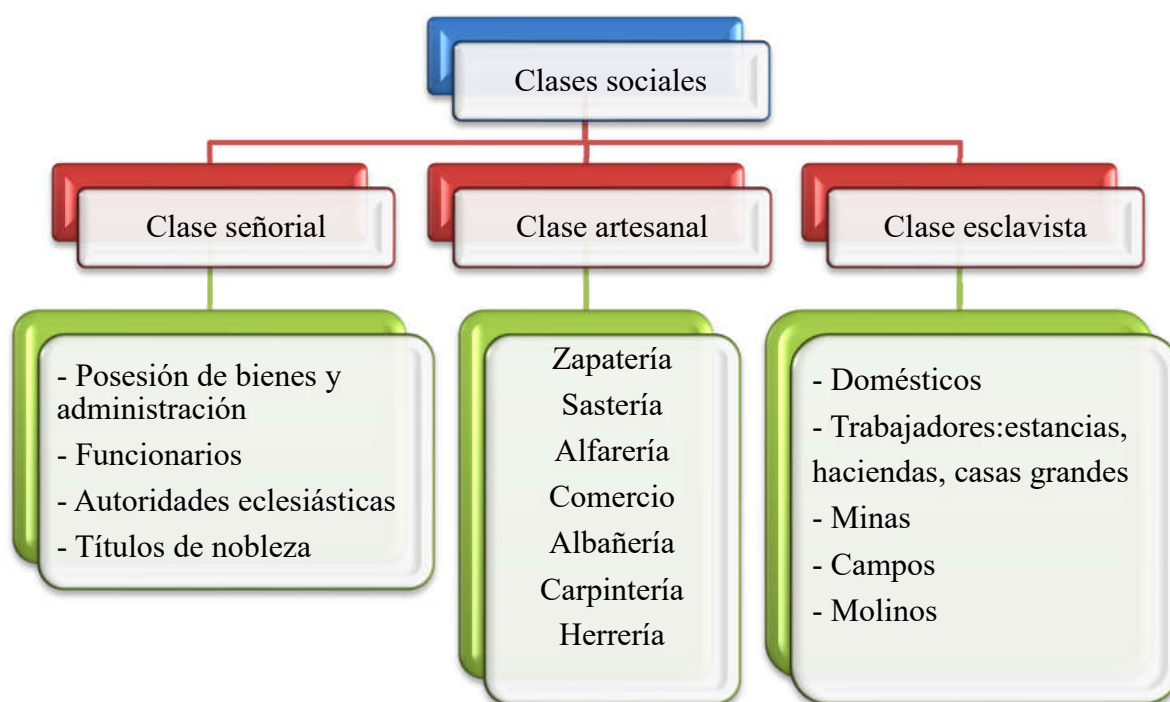 Clases sociales
Clase señorial
- Posesión de bienes y
administración
- Funcionarios
- Autoridades eclesiásticas
- Títulos de nobleza
Clase artesanal
Zapatería
Sastería
Alfarería
Comercio
Albañería
Carpintería
Herrería
Clase esclavista
- Domésticos
- Trabajadores:estancias,
haciendas, casas grandes
- Minas
- Campos
- Molinos